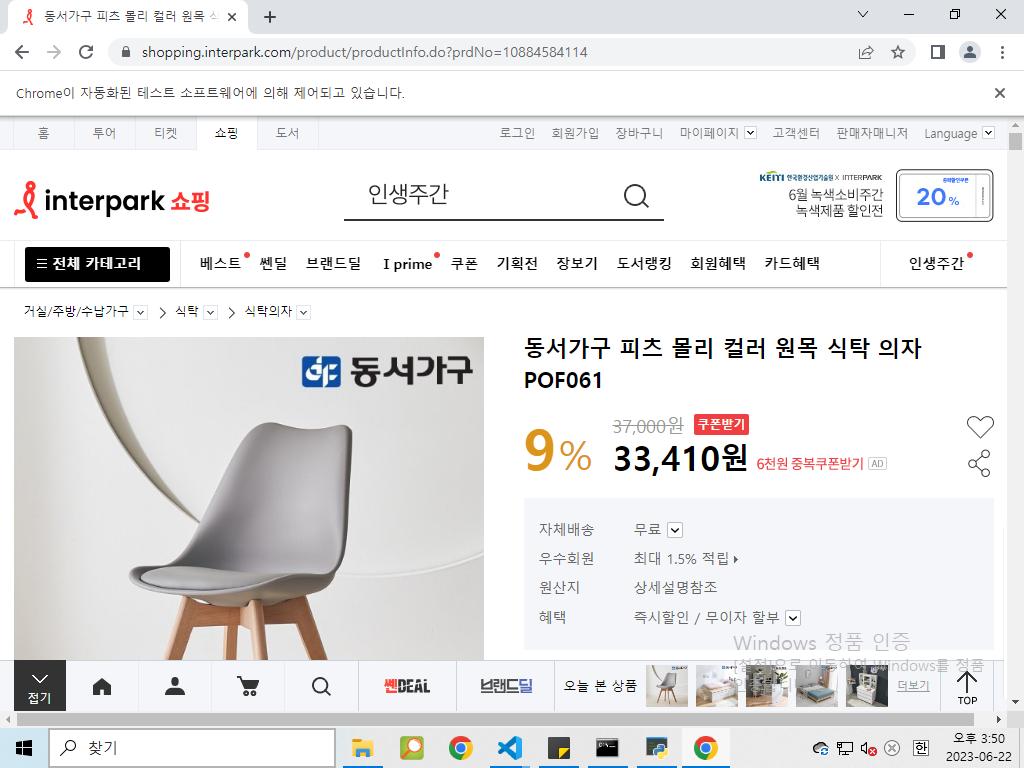 동서가구 피츠 몰리 컬러 원목 식
shopping.interpark.com/product/productInfo.do?prdNo=10884584114
Chrome이 자동화된 테스트 소프트웨어에 의해 제어되고 있습니다.
홈 투어 티켓 쇼핑 도서 로그인 회원가입 장바구니 마이페이지 고객센터 판매자매니저 Language
interpark 쇼핑
인생주간
KEITI 한국환경산업기술원 X INTERPARK
6월 녹색소비주간
녹색제품 할인전
20%
전체 카테고리 베스트 쎈딜 브랜드딜 I prime 쿠폰 기획전 장보기 도서랭킹 회원혜택 카드혜택 인생주간
거실/주방/수납가구 식탁 식탁의자
동서가구
동서가구 피츠 몰리 컬러 원목 식탁 의자
POF061
9%
37,000원 쿠폰받기
33,410원 6천원 중복쿠폰받기 AD
자체배송 무료
우수회원 최대 1.5% 적립
원산지 상세설명참조
혜택 즉시할인 / 무이자 할부
Windows 정품 인증
[설정]으로 이동하여 Windows를 정품
접기
쎈DEAL
브랜드딜
오늘 본 상품
더보기
TOP
찾기
한
오후 3:50
2023-06-22